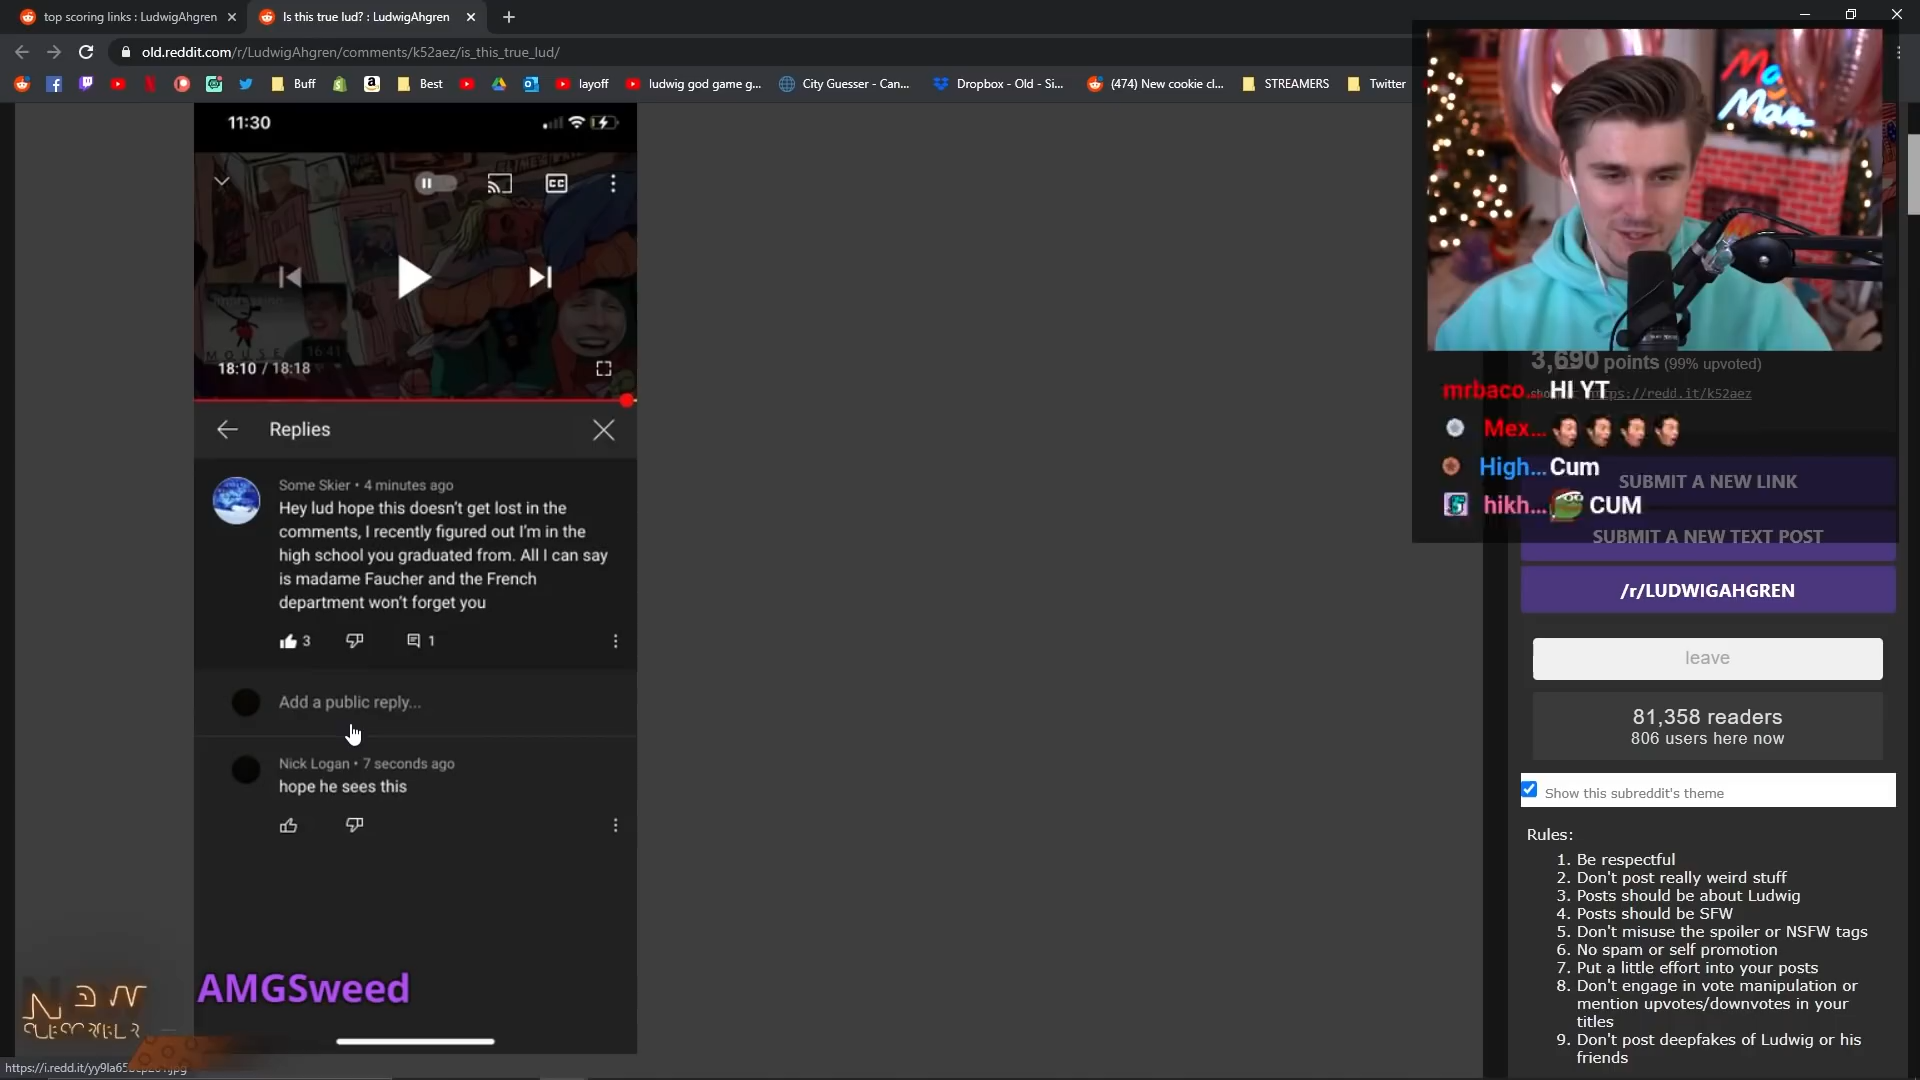 top scoring links : LudwigAhgren
Is this true lud? : LudwigAhgren
old.reddit.com/r/LudwigAhgren/comments/k52aez/is_this_true_lud/
Buff
Best
layoff
ludwig god game g...
City Guesser - Can...
Dropbox - Old - Si...
(474) New cookie cl...
STREAMERS
Twitter
11:30
CC
MOUSE
16:41
18:10 / 18:18
Replies
Some Skier • 4 minutes ago
Hey lud hope this doesn't get lost in the
comments, I recently figured out I'm in the
high school you graduated from. All I can say
is madame Faucher and the French
department won't forget you
3
1
Add a public reply...
Nick Logan • 7 seconds ago
hope he sees this
AMGSweed
3,690 points (99% upvoted)
https://redd.it/k52aez
mrbaco... HI YT
Mex...
High... Cum
hikh... CUM
SUBMIT A NEW LINK
SUBMIT A NEW TEXT POST
/r/LUDWIGAHGREN
leave
81,358 readers
806 users here now
Show this subreddit's theme
Rules:
1. Be respectful
2. Don't post really weird stuff
3. Posts should be about Ludwig
4. Posts should be SFW
5. Don't misuse the spoiler or NSFW tags
6. No spam or self promotion
7. Put a little effort into your posts
8. Don't engage in vote manipulation or
mention upvotes/downvotes in your
titles
9. Don't post deepfakes of Ludwig or his
friends